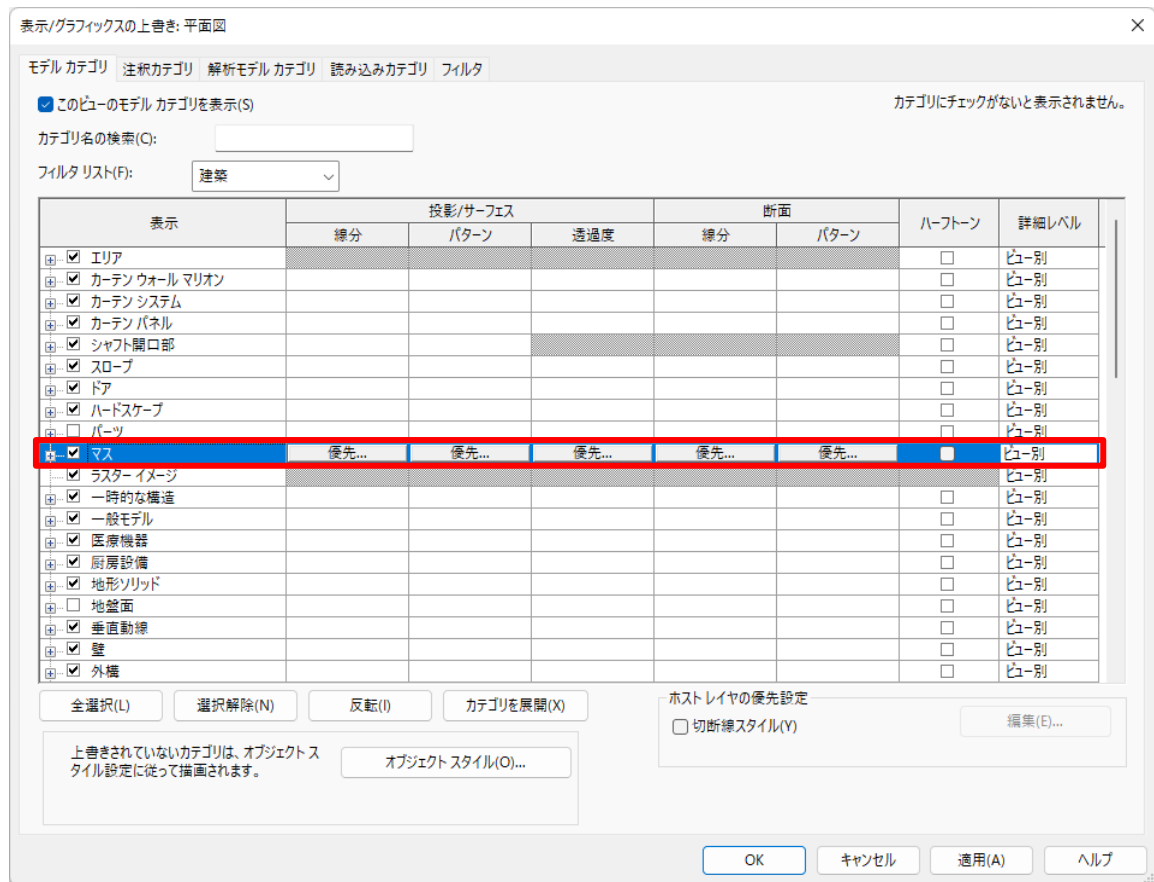 表示/グラフィックスの上書き: 平面図
モデル カテゴリ 注釈カテゴリ 解析モデル カテゴリ 読み込みカテゴリ フィルタ
このビューのモデル カテゴリを表示(S)
カテゴリにチェックがないと表示されません。
カテゴリ名の検索(C):
フィルタ リスト(F): 建築
表示 投影/サーフェス 断面 ハーフトーン 詳細レベル
線分 パターン 透過度 線分 パターン
エリア ビュー別
カーテン ウォール マリオン ビュー別
カーテン システム ビュー別
カーテン パネル ビュー別
シャフト開口部 ビュー別
スロープ ビュー別
ドア ビュー別
ハードスケープ ビュー別
パーツ ビュー別
マス 優先... 優先... 優先... 優先... 優先... ビュー別
ラスター イメージ ビュー別
一時的な構造 ビュー別
一般モデル ビュー別
医療機器 ビュー別
厨房設備 ビュー別
地形ソリッド ビュー別
地盤面 ビュー別
垂直動線 ビュー別
壁 ビュー別
外構 ビュー別
全選択(L) 選択解除(N) 反転(I) カテゴリを展開(X)
ホスト レイヤの優先設定
切断線スタイル(Y) 編集(E)...
上書きされていないカテゴリは、オブジェクト ス
タイル設定に従って描画されます。
オブジェクト スタイル(O)...
OK キャンセル 適用(A) ヘルプ